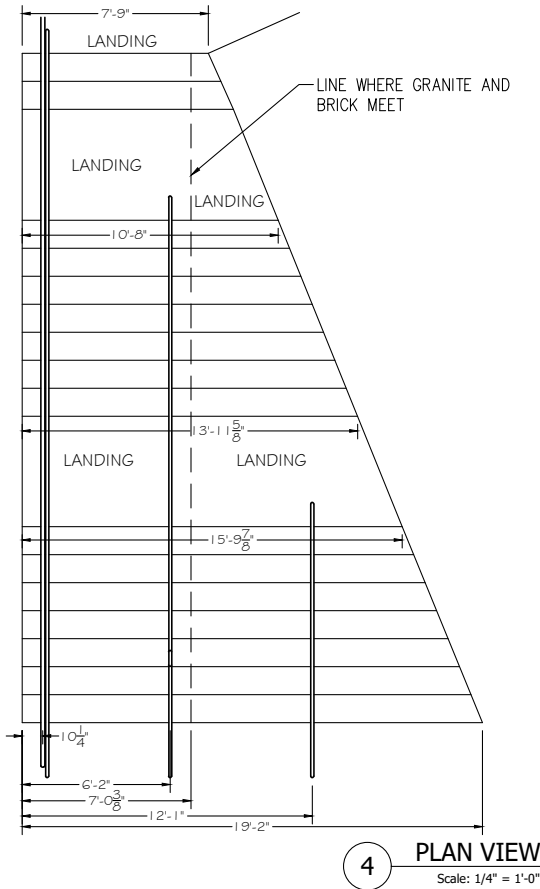 7'-9"
LANDING
LINE WHERE GRANITE AND
BRICK MEET
LANDING
LANDING
10'-8"
13'-11 5/8"
LANDING
LANDING
15'-9 7/8"
10 1/4"
6'-2"
7'-0 3/8"
12'-1"
19'-2"
4
PLAN VIEW
Scale: 1/4" = 1'-0"